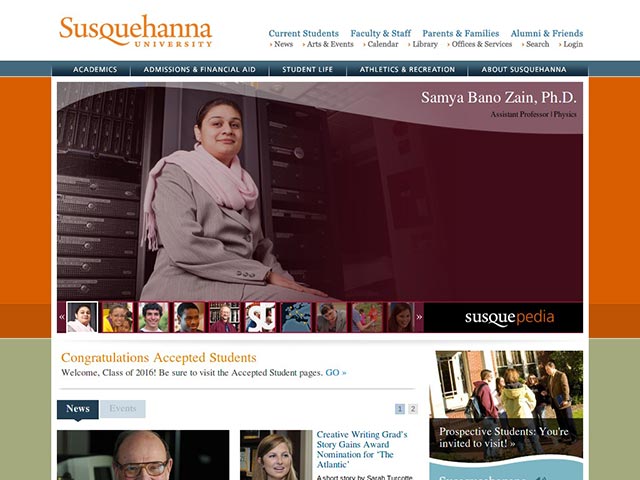 Susquehanna
UNIVERSITY
Current Students Faculty & Staff Parents & Families Alumni & Friends
› News › Arts & Events › Calendar › Library › Offices & Services › Search › Login
ACADEMICS ADMISSIONS & FINANCIAL AID STUDENT LIFE ATHLETICS & RECREATION ABOUT SUSQUEHANNA
Samya Bano Zain, Ph.D.
Assistant Professor | Physics
« SU » susquepedia
Congratulations Accepted Students
Welcome, Class of 2016! Be sure to visit the Accepted Student pages. GO »
News Events 1 2
Creative Writing Grad's
Story Gains Award
Nomination for 'The
Atlantic'
A short story by Sarah Turcotte
Prospective Students: You're
invited to visit! »
Susquehanna